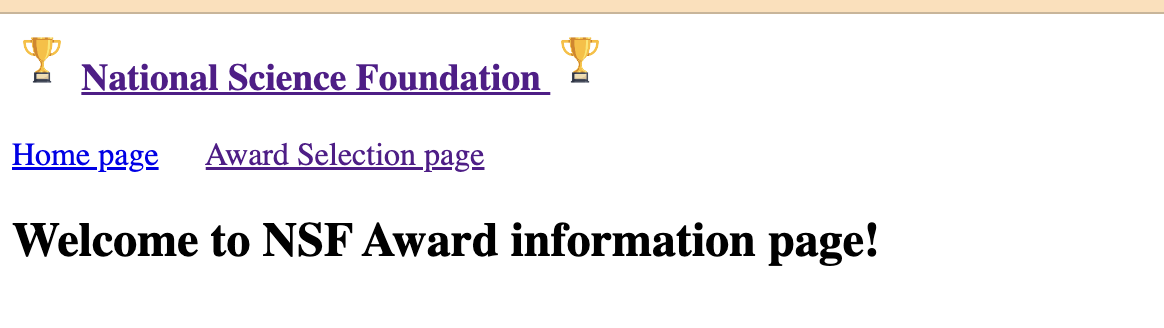 National Science Foundation
Home page Award Selection page
Welcome to NSF Award information page!